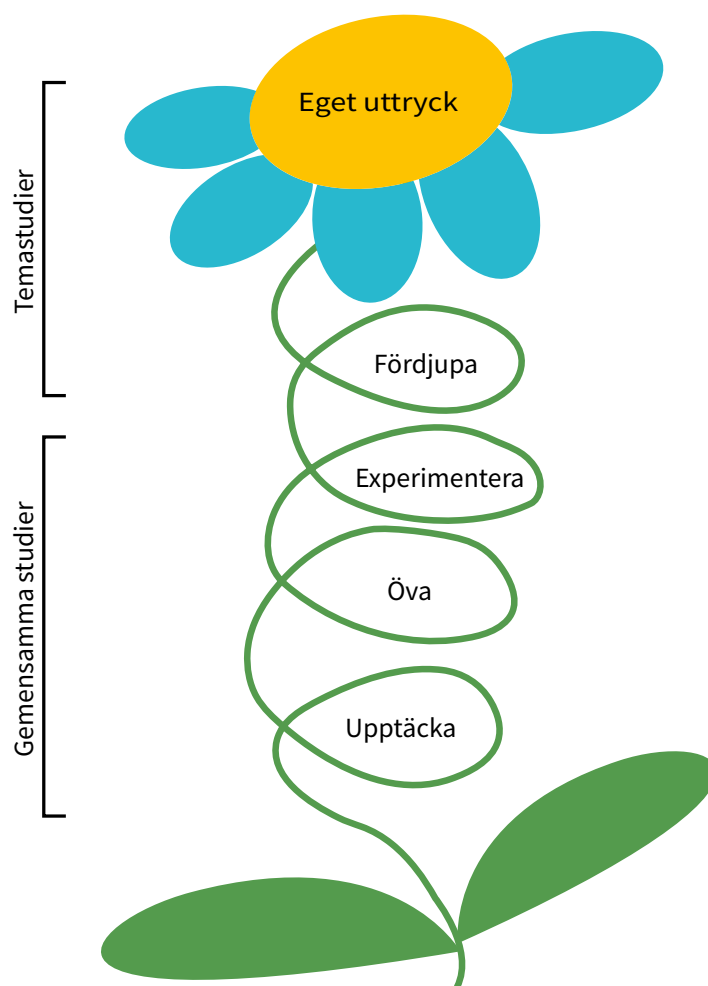 Eget uttryck
Temastudier
Fördjupa
Experimentera
Öva
Gemensamma studier
Upptäcka